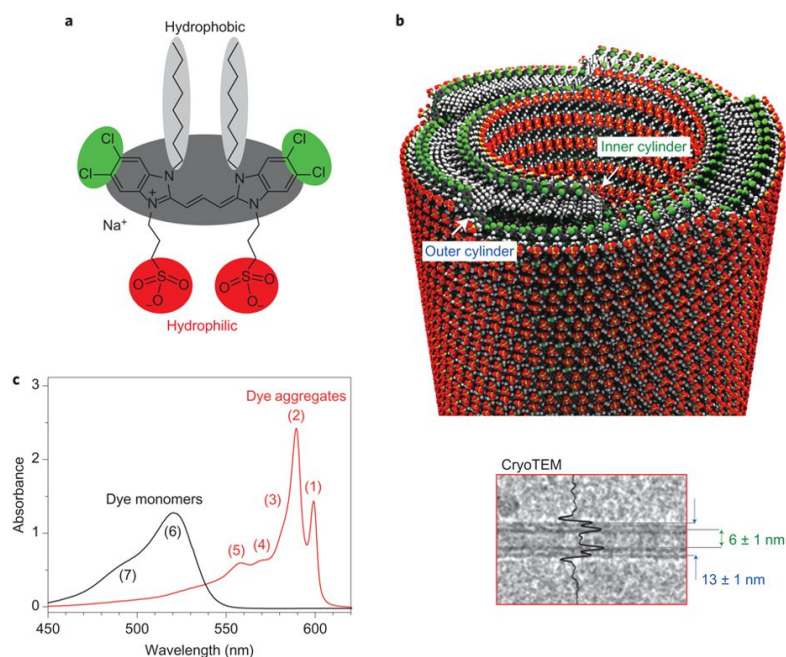 a
Hydrophobic
Cl
Cl
Cl
Cl
N
N
N
+
N
Na⁺
O
S
O
O
−
O
S
O
O
−
Hydrophilic
b
Inner cylinder
Outer cylinder
c
3
2
1
0
Absorbance
Dye aggregates
(2)
(1)
(3)
Dye monomers
(6)
(5)
(4)
(7)
450
500
550
600
Wavelength (nm)
CryoTEM
6 ± 1 nm
13 ± 1 nm